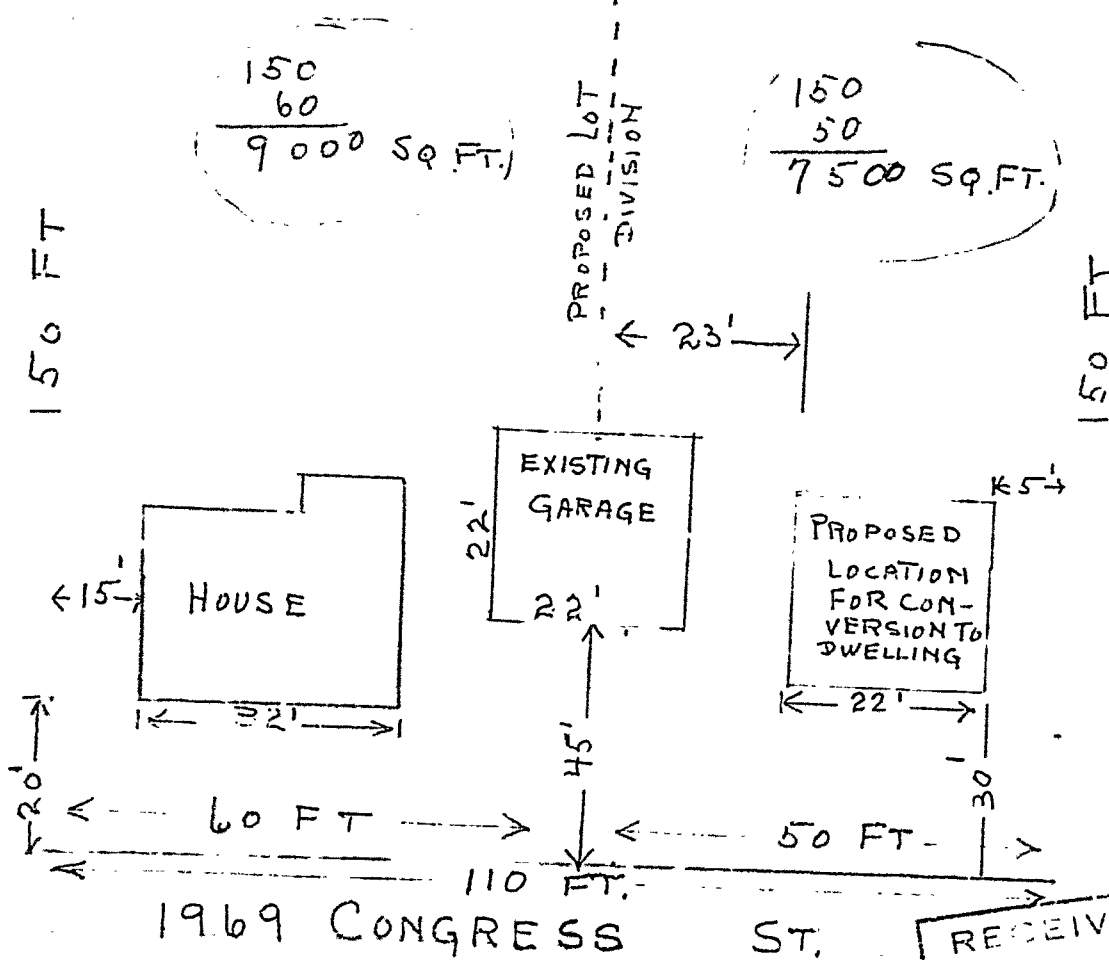 150
60
9000 SQ.FT.
PROPOSED LOT
DIVISION
150
50
7500 SQ.FT.
150 FT
150 FT
23'
EXISTING
GARAGE
22'
22'
5'
PROPOSED
LOCATION
FOR CON-
VERSION TO
DWELLING
15'
HOUSE
32'
22'
45'
20'
30'
60 FT
50 FT
110 FT.
1969 CONGRESS ST.